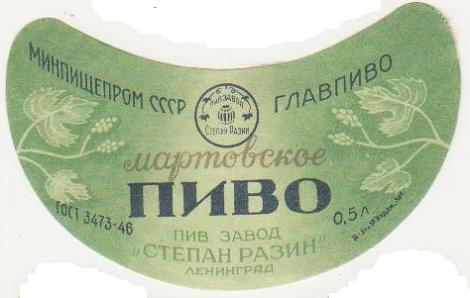 МИНПИЩЕПРОМ СССР
ГЛАВПИВО
ПИВЗАВОД
СТЕПАН РАЗИН
мартовское
ПИВО
ГОСТ 3473-46
0,5 л
ПИВ. ЗАВОД
„СТЕПАН РАЗИН"
ЛЕНИНГРАД